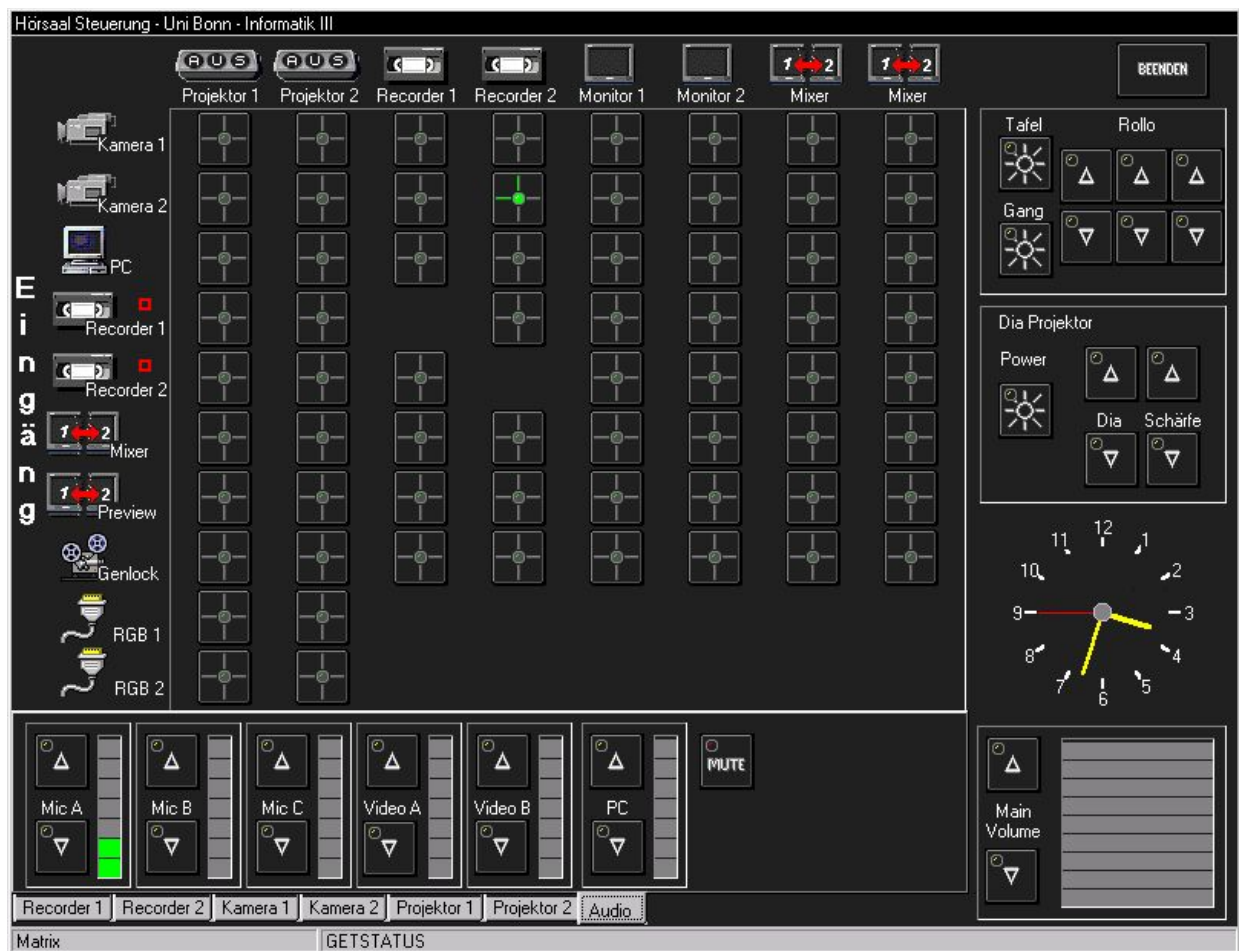 Hörsaal Steuerung - Uni Bonn - Informatik III
AUS AUS 1 2 1 2
Projektor 1 Projektor 2 Recorder 1 Recorder 2 Monitor 1 Monitor 2 Mixer Mixer
BEENDEN
Eingäng
Kamera 1
Kamera 2
PC
Recorder 1
Recorder 2
1 2
Mixer
1 2
Preview
Genlock
RGB 1
RGB 2
Tafel Rollo
Gang
Dia Projektor
Power
Dia Schärfe
12
11 1
10 2
9 3
8 4
7 5
6
Mic A Mic B Mic C Video A Video B PC
MUTE
Main
Volume
Recorder 1 Recorder 2 Kamera 1 Kamera 2 Projektor 1 Projektor 2 Audio
Matrix GETSTATUS